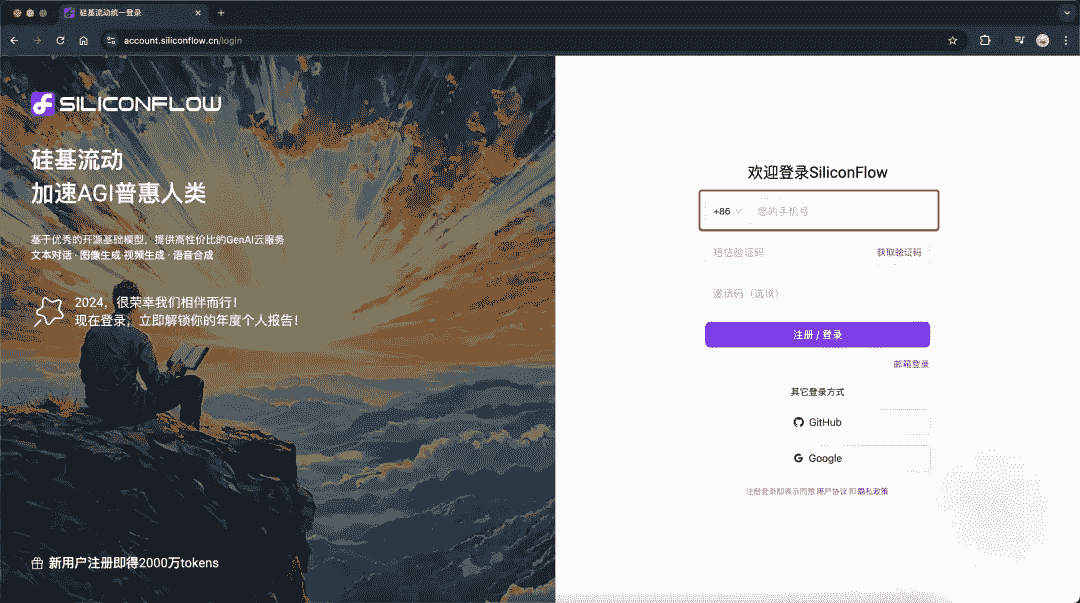 硅基流动统一登录
account.siliconflow.cn/login
SILICONFLOW
硅基流动
加速AGI普惠人类
基于优秀的开源基础模型，提供高性价比的GenAI云服务
文本对话 · 图像生成 视频生成 · 语音合成
2024，很荣幸我们相伴而行！
现在登录，立即解锁你的年度个人报告！
新用户注册即得2000万tokens
欢迎登录SiliconFlow
+86 您的手机号
短信验证码 获取验证码
邀请码（选填）
注册 / 登录
邮箱登录
其它登录方式
GitHub
Google
注册登录即表示同意 用户协议 和 隐私政策